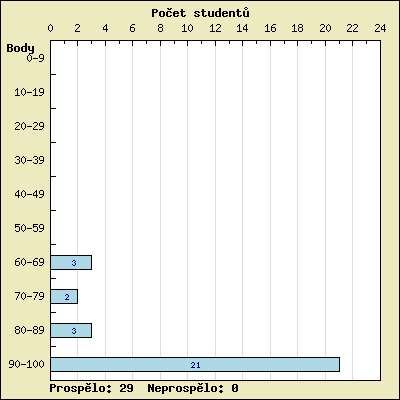 Počet studentů
0 2 4 6 8 10 12 14 16 18 20 22 24
Body
0-9
10-19
20-29
30-39
40-49
50-59
60-69 3
70-79 2
80-89 3
90-100 21
Prospělo: 29 Neprospělo: 0